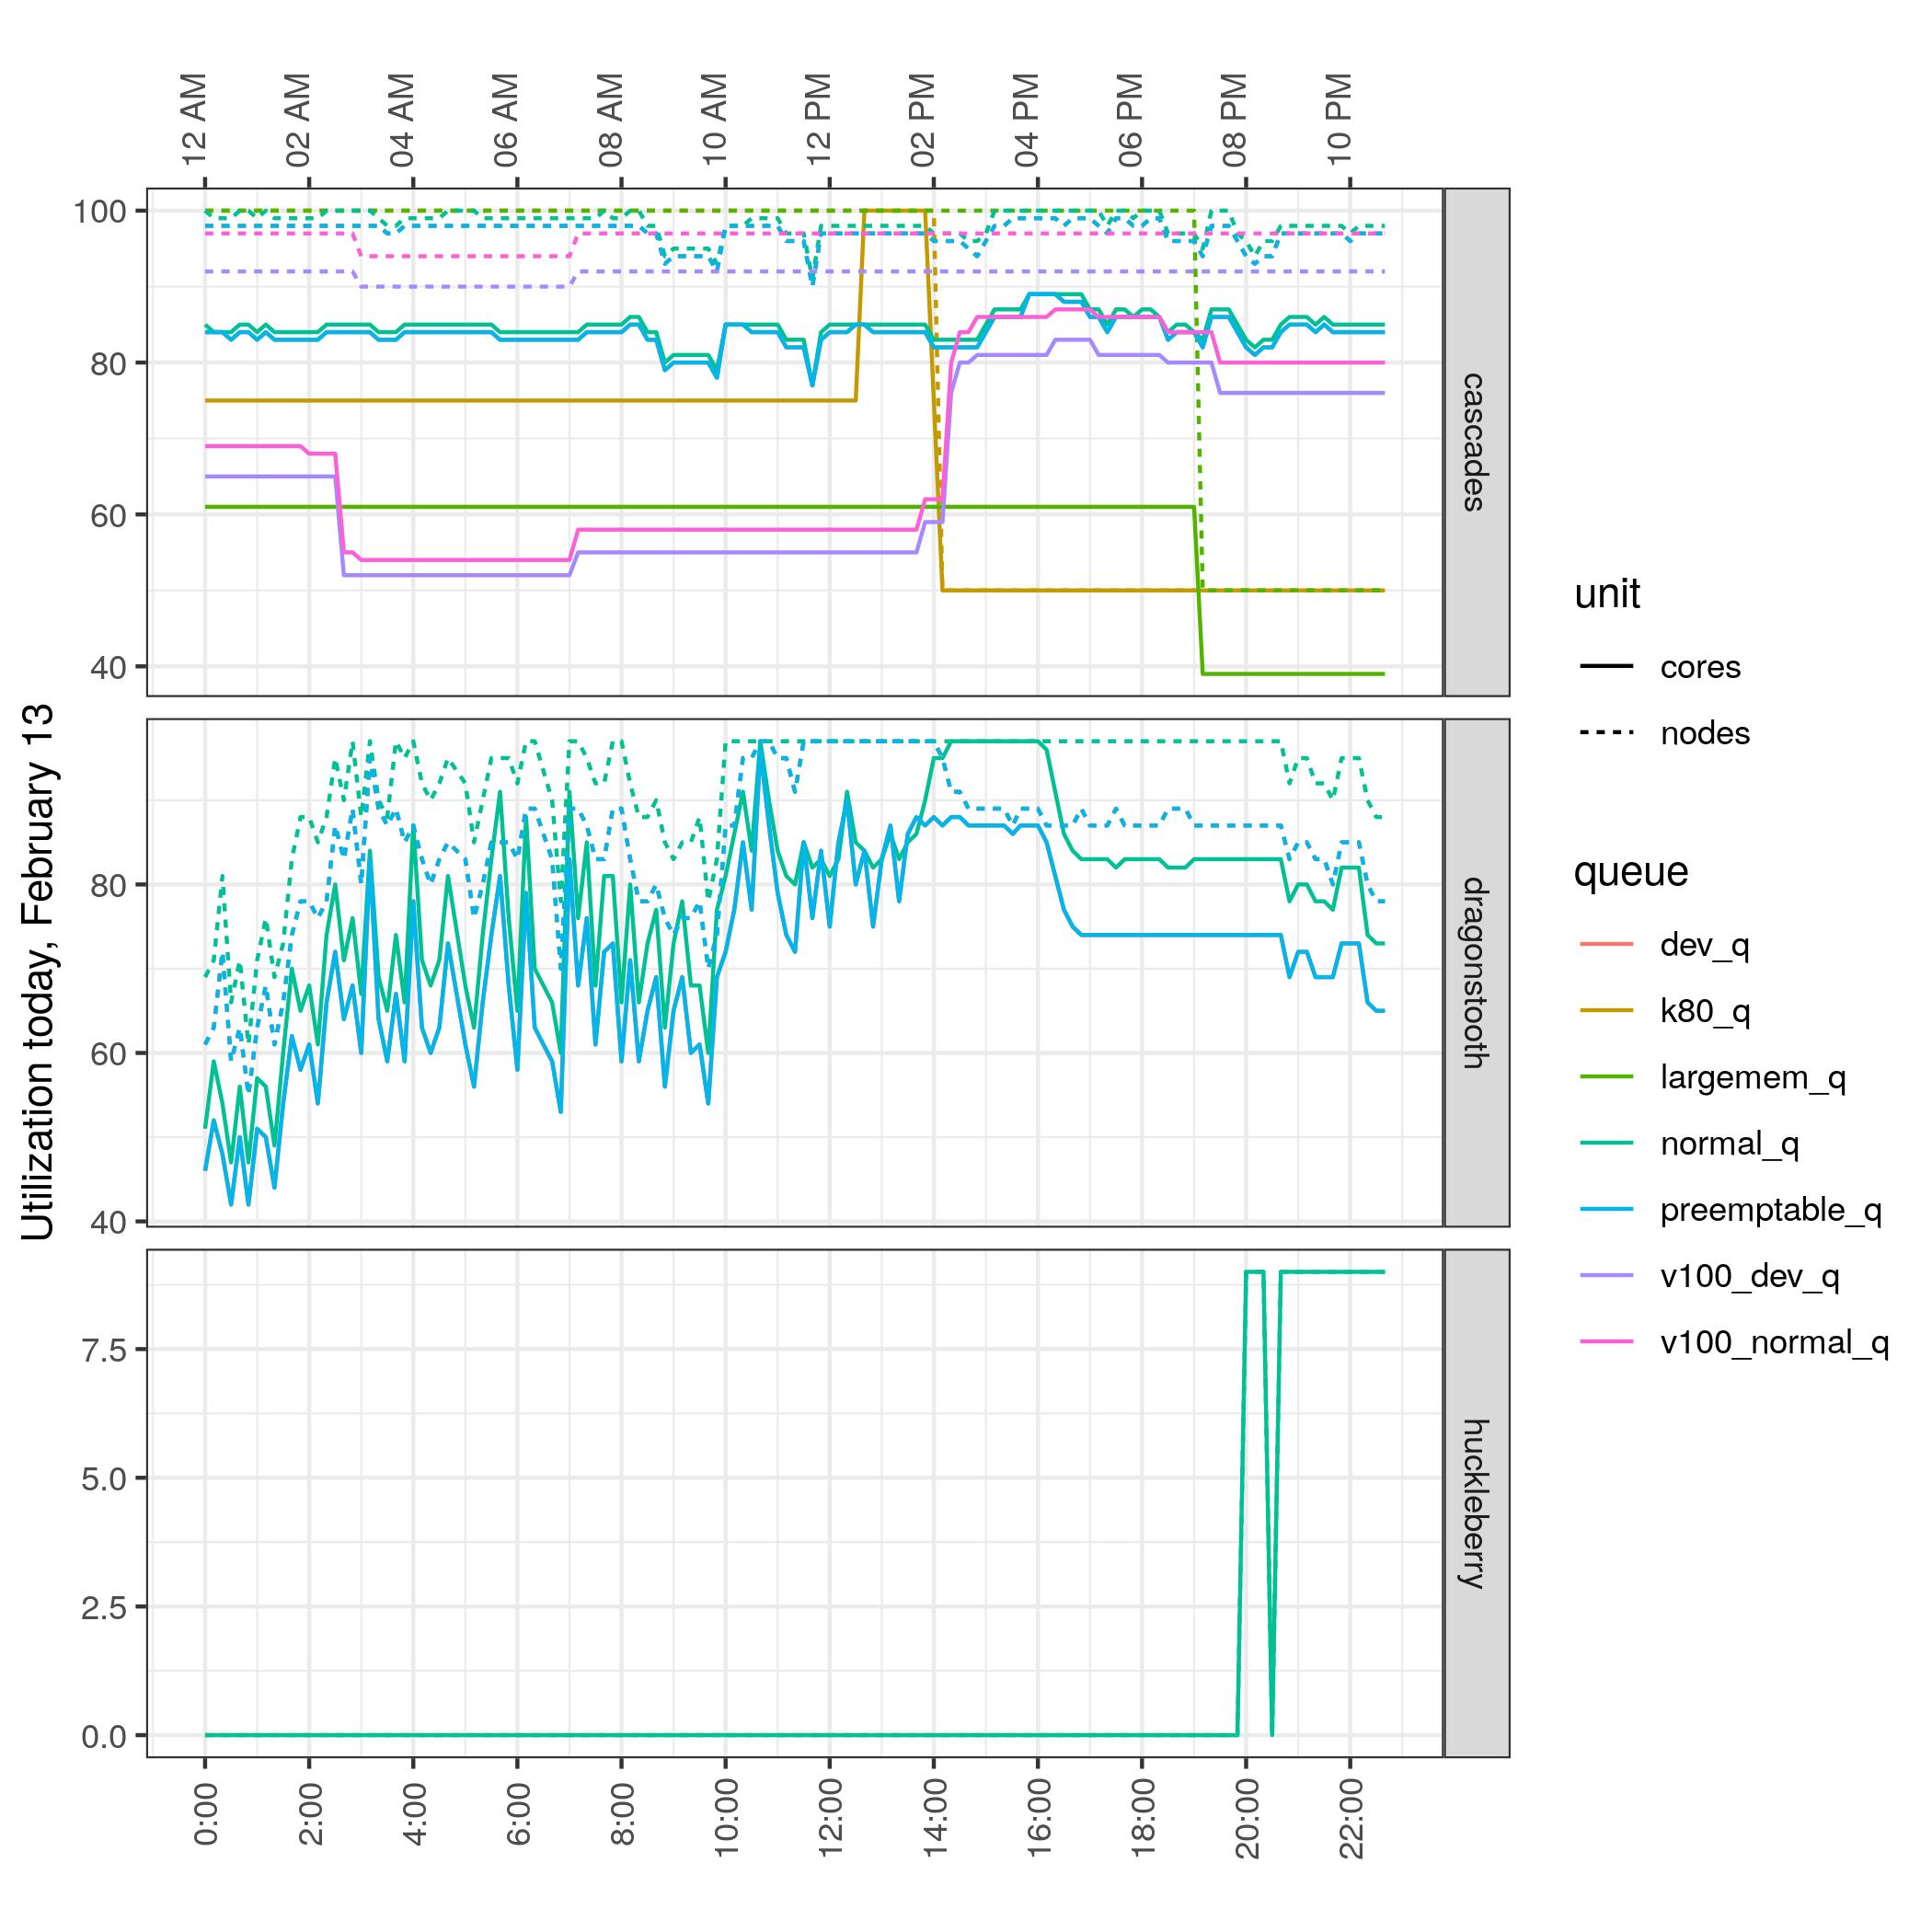 12 AM
02 AM
04 AM
06 AM
08 AM
10 AM
12 PM
02 PM
04 PM
06 PM
08 PM
10 PM
Utilization today, February 13
100
80
60
40
cascades
80
60
40
dragonstooth
7.5
5.0
2.5
0.0
huckleberry
0:00
2:00
4:00
6:00
8:00
10:00
12:00
14:00
16:00
18:00
20:00
22:00
unit
cores
nodes
queue
dev_q
k80_q
largemem_q
normal_q
preemptable_q
v100_dev_q
v100_normal_q